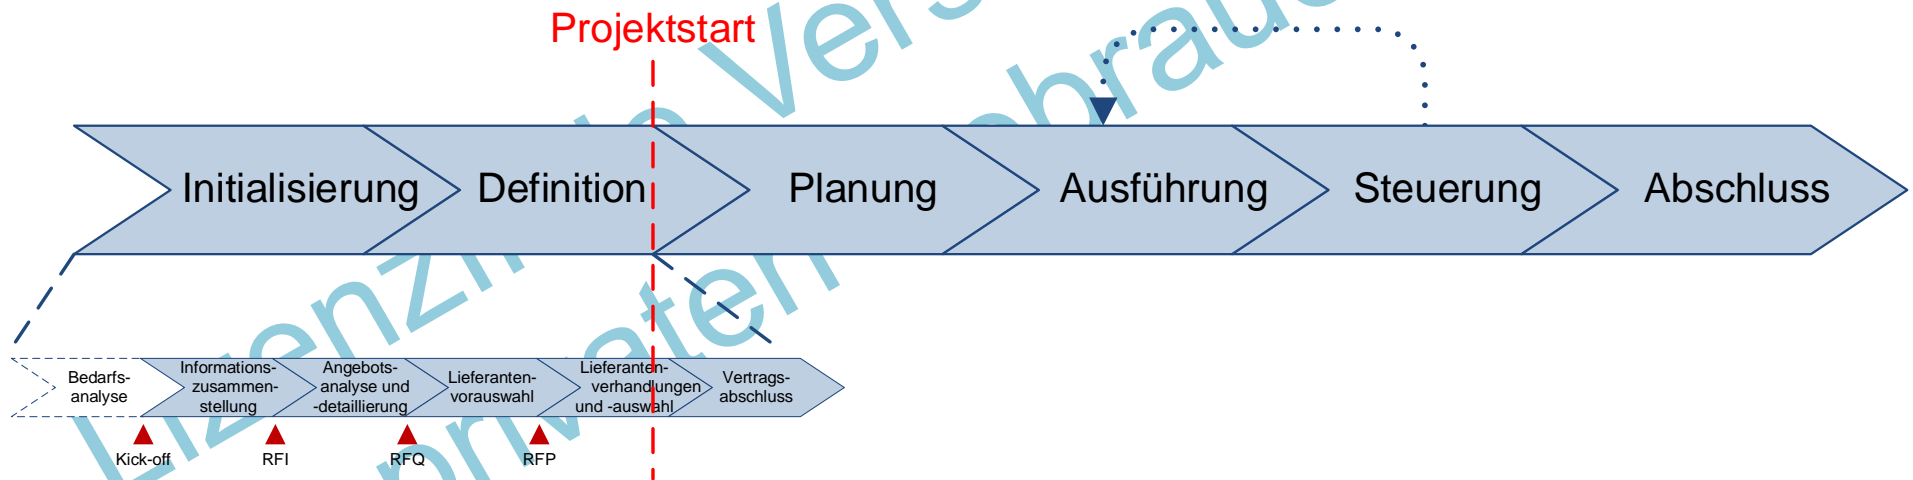 Projektstart
Initialisierung
Definition
Planung
Ausführung
Steuerung
Abschluss
Bedarfs-
analyse
Informations-
zusammen-
stellung
Angebots-
analyse und
-detaillierung
Lieferanten-
vorauswahl
Lieferanten-
verhandlungen
und -auswahl
Vertrags-
abschluss
Kick-off
RFI
RFQ
RFP
privaten